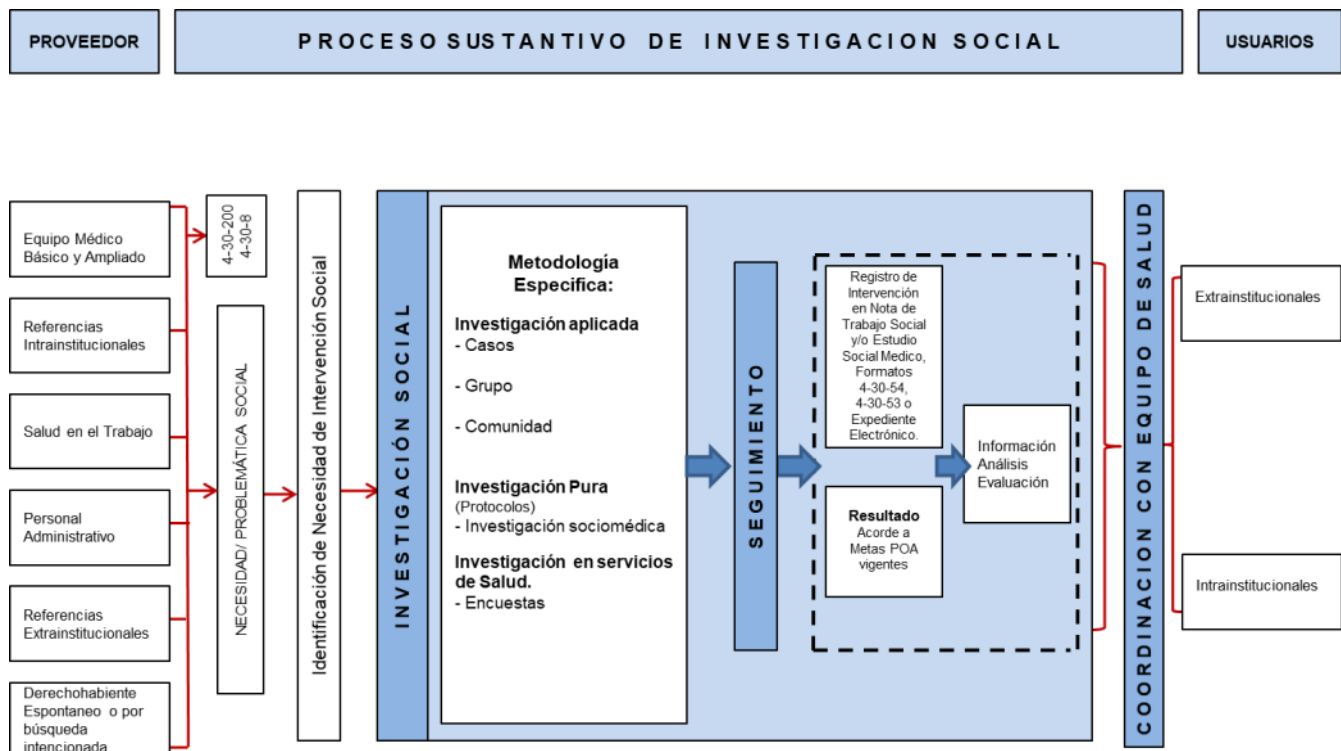 PROVEEDOR
PROCESO SUSTANTIVO DE INVESTIGACION SOCIAL
USUARIOS
Equipo Médico
Básico y Ampliado
Referencias
Intrainstitucionales
Salud en el Trabajo
Personal
Administrativo
Referencias
Extrainstitucionales
Derechohabiente
Espontaneo o por
búsqueda
intencionada
4-30-200
4-30-8
NECESIDAD/ PROBLEMÁTICA SOCIAL
Identificación de Necesidad de Intervención Social
INVESTIGACIÓN SOCIAL
Metodología
Especifica:
Investigación aplicada
- Casos
- Grupo
- Comunidad
Investigación Pura
(Protocolos)
- Investigación sociomédica
Investigación en servicios
de Salud.
- Encuestas
SEGUIMIENTO
Registro de
Intervención
en Nota de
Trabajo Social
y/o Estudio
Social Medico,
Formatos
4-30-54,
4-30-53 o
Expediente
Electrónico.
Resultado
Acorde a
Metas POA
vigentes
Información
Análisis
Evaluación
COORDINACION CON EQUIPO DE SALUD
Extrainstitucionales
Intrainstitucionales